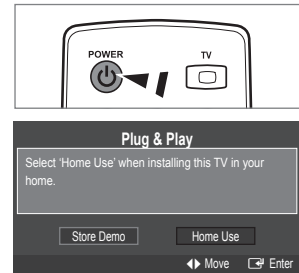 POWER TV
Plug & Play
Select 'Home Use' when installing this TV in your
home.
Store Demo Home Use
Move Enter